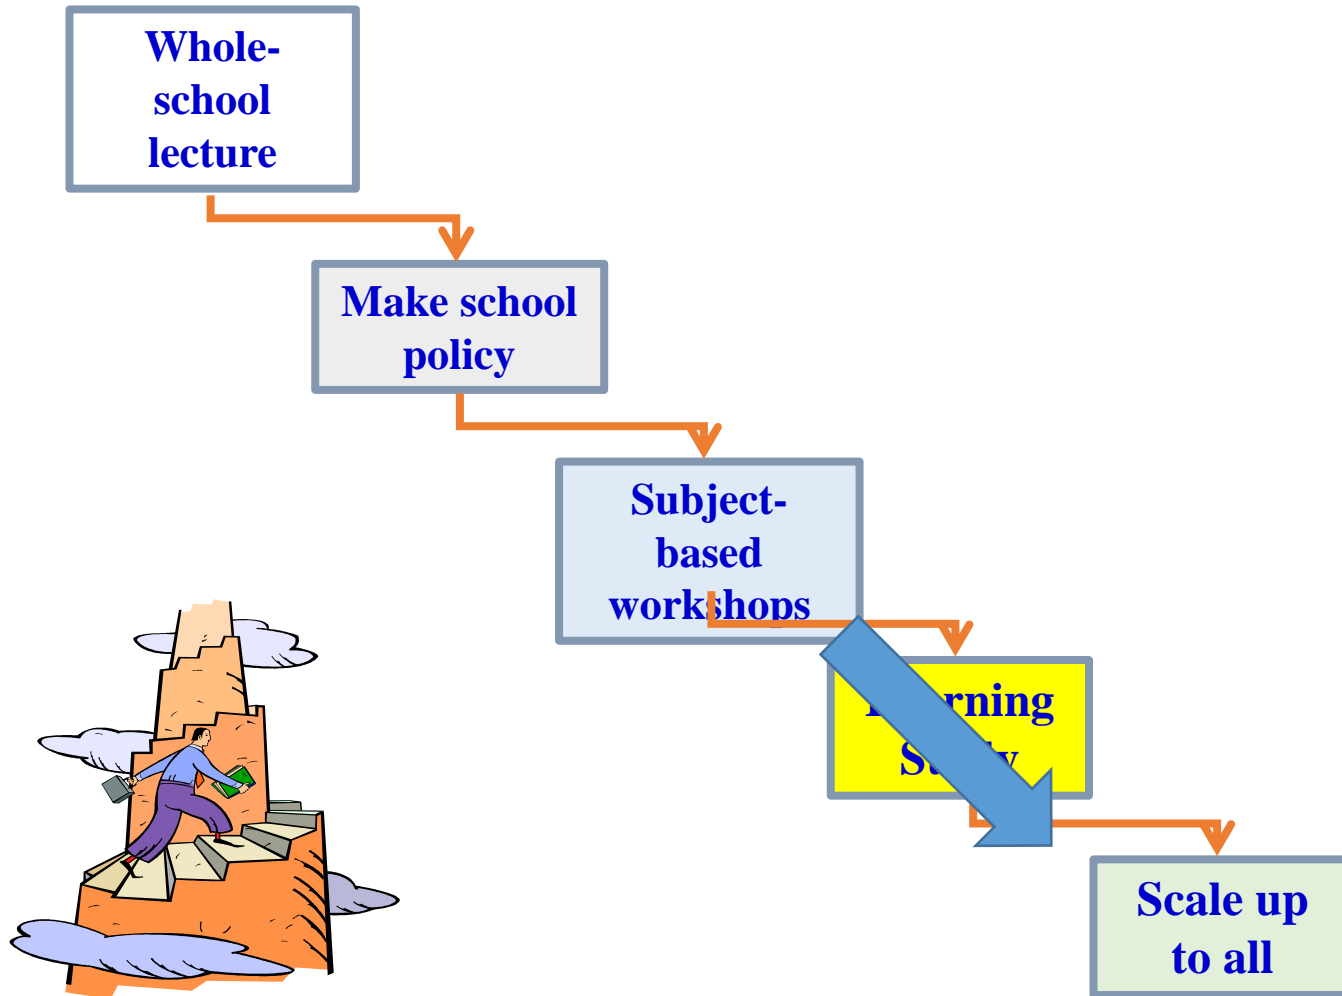 Whole-
school
lecture
Make school
policy
Subject-
based
workshops
Scale up
to all